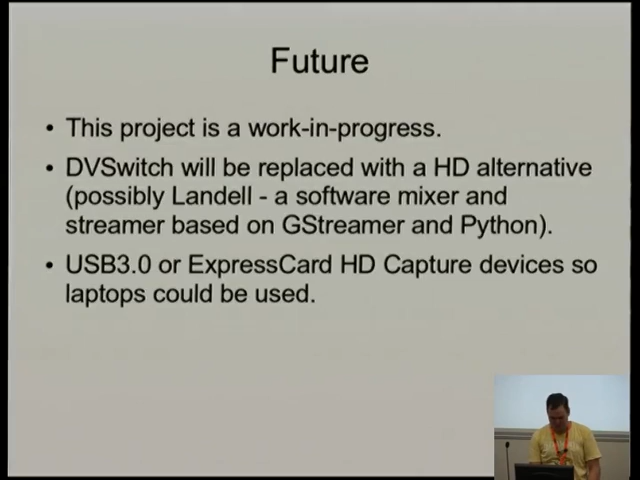 Future
• This project is a work-in-progress.
• DVSwitch will be replaced with a HD alternative
(possibly Landell - a software mixer and
streamer based on GStreamer and Python).
• USB3.0 or ExpressCard HD Capture devices so
laptops could be used.